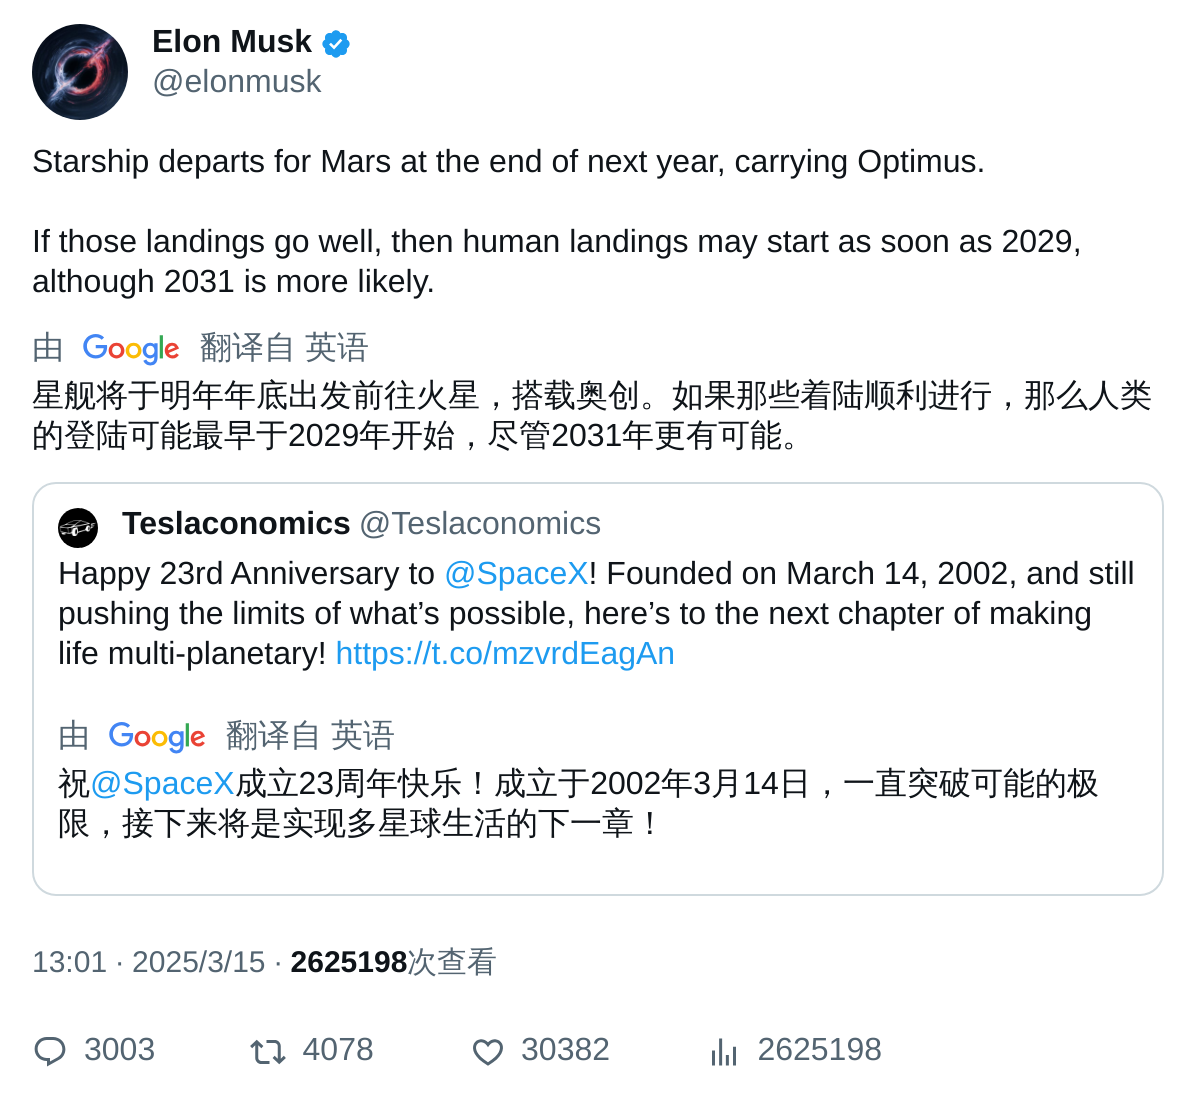 Elon Musk
@elonmusk
Starship departs for Mars at the end of next year, carrying Optimus.
If those landings go well, then human landings may start as soon as 2029,
although 2031 is more likely.
由 Google 翻译自 英语
星舰将于明年年底出发前往火星，搭载奥创。如果那些着陆顺利进行，那么人类
的登陆可能最早于2029年开始，尽管2031年更有可能。
Teslaconomics @Teslaconomics
Happy 23rd Anniversary to @SpaceX! Founded on March 14, 2002, and still
pushing the limits of what’s possible, here’s to the next chapter of making
life multi-planetary! https://t.co/mzvrdEagAn
由 Google 翻译自 英语
祝@SpaceX成立23周年快乐！成立于2002年3月14日，一直突破可能的极
限，接下来将是实现多星球生活的下一章！
13:01 · 2025/3/15 · 2625198次查看
3003 4078 30382 2625198